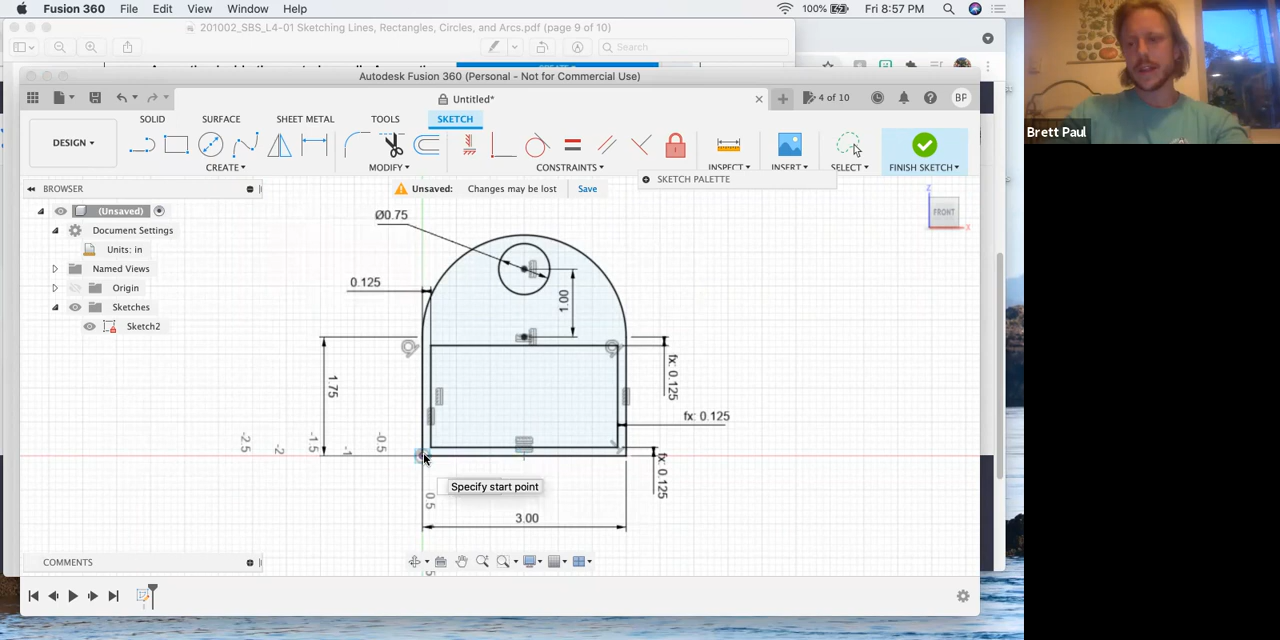 Fusion 360 File Edit View Window Help 100% Fri 8:57 PM
201002_SBS_L4-01 Sketching Lines, Rectangles, Circles, and Arcs.pdf (page 9 of 10)
Search
Autodesk Fusion 360 (Personal - Not for Commercial Use)
Untitled* 4 of 10 BP
SOLID SURFACE SHEET METAL TOOLS SKETCH
DESIGN
CREATE MODIFY CONSTRAINTS INSPECT INSERT SELECT FINISH SKETCH
SKETCH PALETTE
BROWSER
Unsaved: Changes may be lost Save
(Unsaved)
Document Settings
Units: in
Named Views
Origin
Sketches
Sketch2
Z
FRONT
X
Ø0.75
0.125
1.00
1.75
fx: 0.125
fx: 0.125
fx: 0.125
-2.5
-2
-1.5
-1
-0.5
0.5
Specify start point
3.00
5
COMMENTS
Brett Paul